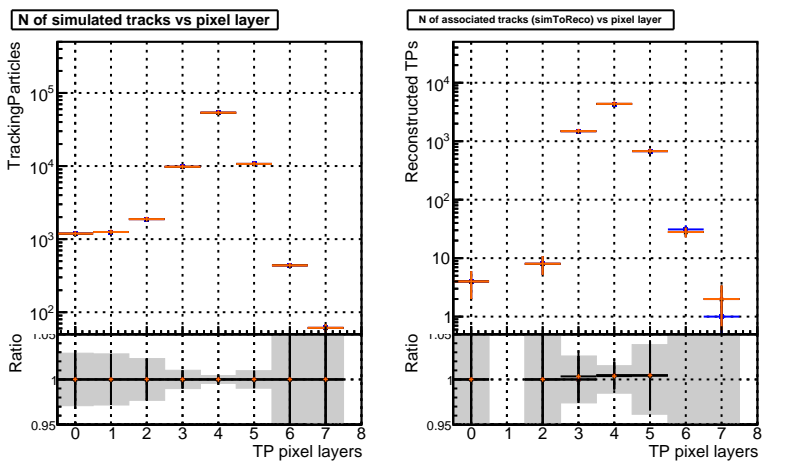 N of simulated tracks vs pixel layer
TrackingParticles
10^5
10^4
10^3
10^2
Ratio
1.05
1
0.95
0 1 2 3 4 5 6 7 8
TP pixel layers
N of associated tracks (simToReco) vs pixel layer
Reconstructed TPs
10^4
10^3
10^2
10
1
Ratio
1.05
1
0.95
0 1 2 3 4 5 6 7 8
TP pixel layers